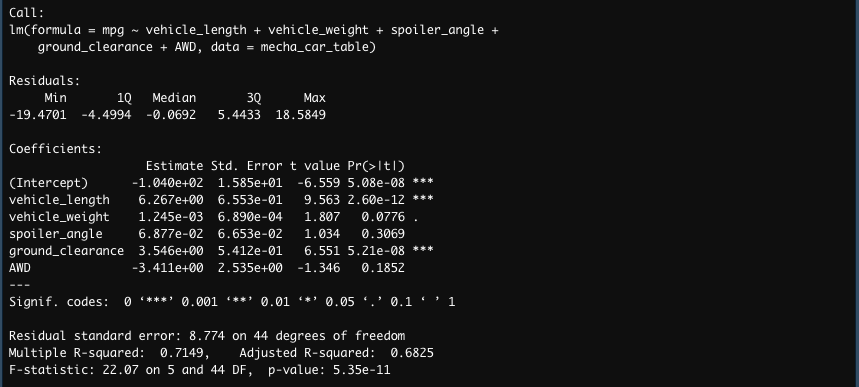 Call:
lm(formula = mpg ~ vehicle_length + vehicle_weight + spoiler_angle +
    ground_clearance + AWD, data = mecha_car_table)

Residuals:
     Min       1Q   Median       3Q      Max
-19.4701  -4.4994  -0.0692   5.4433  18.5849

Coefficients:
                   Estimate Std. Error t value Pr(>|t|)
(Intercept)      -1.040e+02  1.585e+01  -6.559 5.08e-08 ***
vehicle_length    6.267e+00  6.553e-01   9.563 2.60e-12 ***
vehicle_weight    1.245e-03  6.890e-04   1.807   0.0776 .
spoiler_angle     6.877e-02  6.653e-02   1.034   0.3069
ground_clearance  3.546e+00  5.412e-01   6.551 5.21e-08 ***
AWD              -3.411e+00  2.535e+00  -1.346   0.1852
---
Signif. codes:  0 ‘***’ 0.001 ‘**’ 0.01 ‘*’ 0.05 ‘.’ 0.1 ‘ ’ 1

Residual standard error: 8.774 on 44 degrees of freedom
Multiple R-squared:  0.7149,    Adjusted R-squared:  0.6825
F-statistic: 22.07 on 5 and 44 DF,  p-value: 5.35e-11